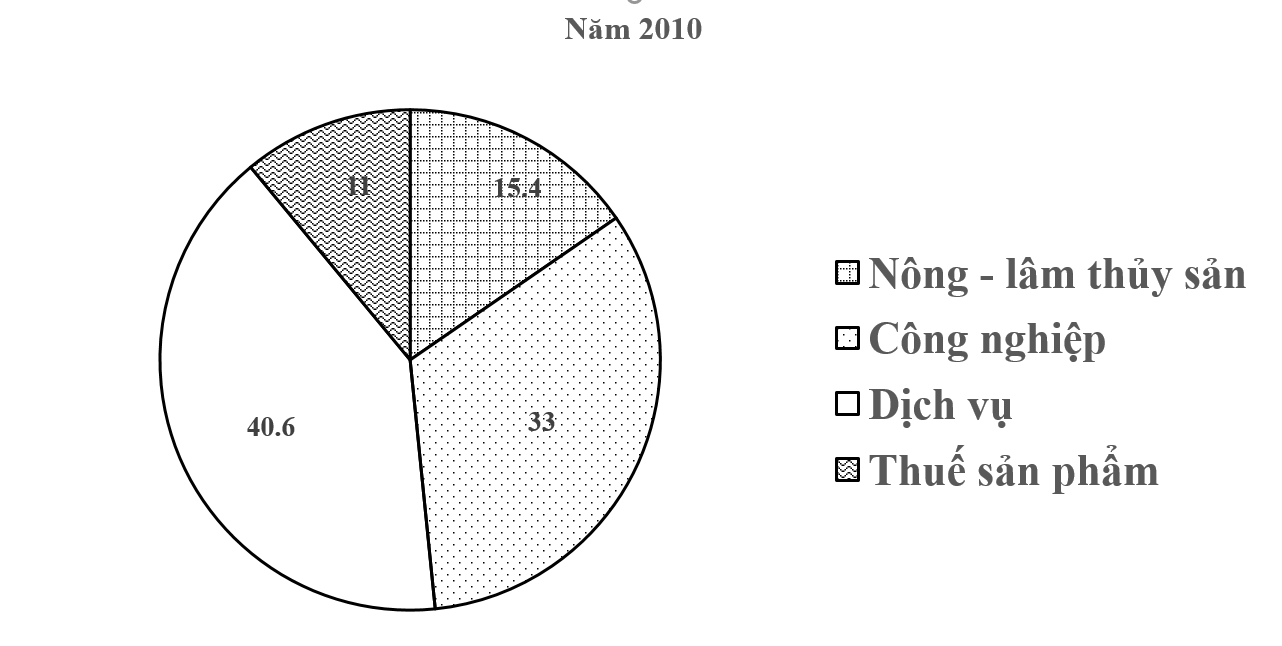 Năm 2010
11
15.4
40.6
33
Nông - lâm thủy sản
Công nghiệp
Dịch vụ
Thuế sản phẩm